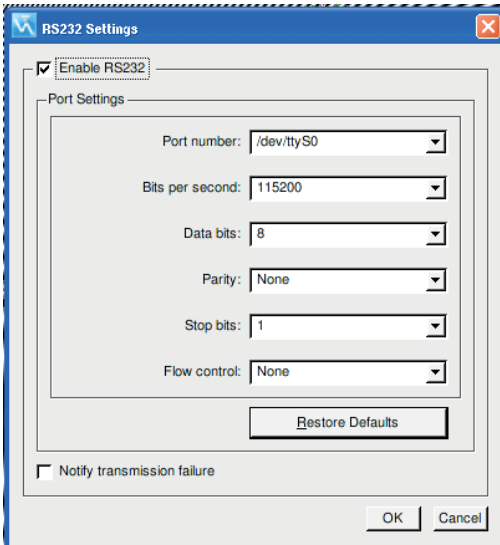 RS232 Settings
Enable RS232
Port Settings
Port number: /dev/ttyS0
Bits per second: 115200
Data bits: 8
Parity: None
Stop bits: 1
Flow control: None
Restore Defaults
Notify transmission failure
OK Cancel